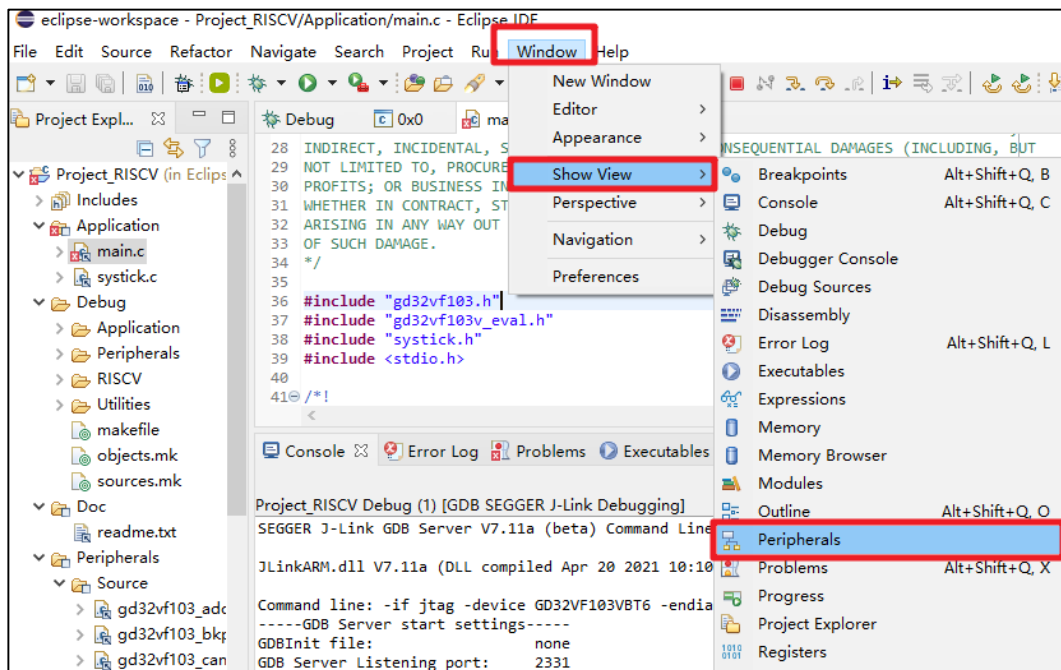 eclipse-workspace - Project_RISCV/Application/main.c - Eclipse IDE
File Edit Source Refactor Navigate Search Project Ru Window Help
Project Expl...
Project_RISCV (in Eclips
Includes
Application
main.c
systick.c
Debug
Application
Peripherals
RISCV
Utilities
makefile
objects.mk
sources.mk
Doc
readme.txt
Peripherals
Source
gd32vf103_adc
gd32vf103_bkp
gd32vf103_can
Debug 0x0 ma
28 INDIRECT, INCIDENTAL, S
NSEQUENTIAL DAMAGES (INCLUDING, BUT
29 NOT LIMITED TO, PROCURE
30 PROFITS; OR BUSINESS IN
31 WHETHER IN CONTRACT, ST
32 ARISING IN ANY WAY OUT
33 OF SUCH DAMAGE.
34 */
35
36 #include "gd32vf103.h"
37 #include "gd32vf103v_eval.h"
38 #include "systick.h"
39 #include <stdio.h>
40
41 /*!
Console Error Log Problems Executables
Project_RISCV Debug (1) [GDB SEGGER J-Link Debugging]
SEGGER J-Link GDB Server V7.11a (beta) Command Line
JLinkARM.dll V7.11a (DLL compiled Apr 20 2021 10:10
Command line: -if jtag -device GD32VF103VBT6 -endia
-----GDB Server start settings-----
GDBInit file: none
GDB Server Listening port: 2331
New Window
Editor
Appearance
Show View
Perspective
Navigation
Preferences
Breakpoints Alt+Shift+Q, B
Console Alt+Shift+Q, C
Debug
Debugger Console
Debug Sources
Disassembly
Error Log Alt+Shift+Q, L
Executables
Expressions
Memory
Memory Browser
Modules
Outline Alt+Shift+Q, O
Peripherals
Problems Alt+Shift+Q, X
Progress
Project Explorer
Registers